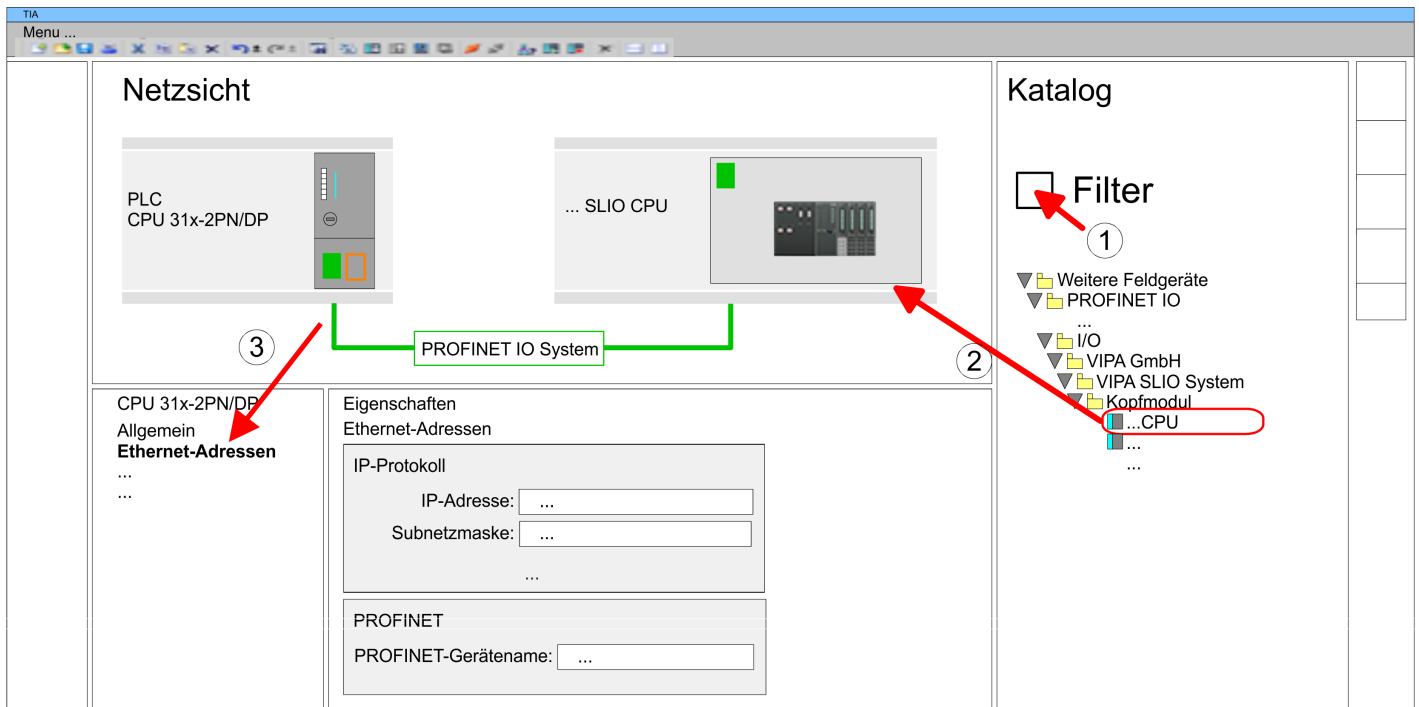 TIA
Menu ...
Netzsicht
PLC
CPU 31x-2PN/DP
... SLIO CPU
PROFINET IO System
3
2
Katalog
Filter
1
Weitere Feldgeräte
PROFINET IO
...
I/O
VIPA GmbH
VIPA SLIO System
Kopfmodul
...CPU
...
...
CPU 31x-2PN/DP
Allgemein
Ethernet-Adressen
...
...
Eigenschaften
Ethernet-Adressen
IP-Protokoll
IP-Adresse: ...
Subnetzmaske: ...
...
PROFINET
PROFINET-Gerätename: ...